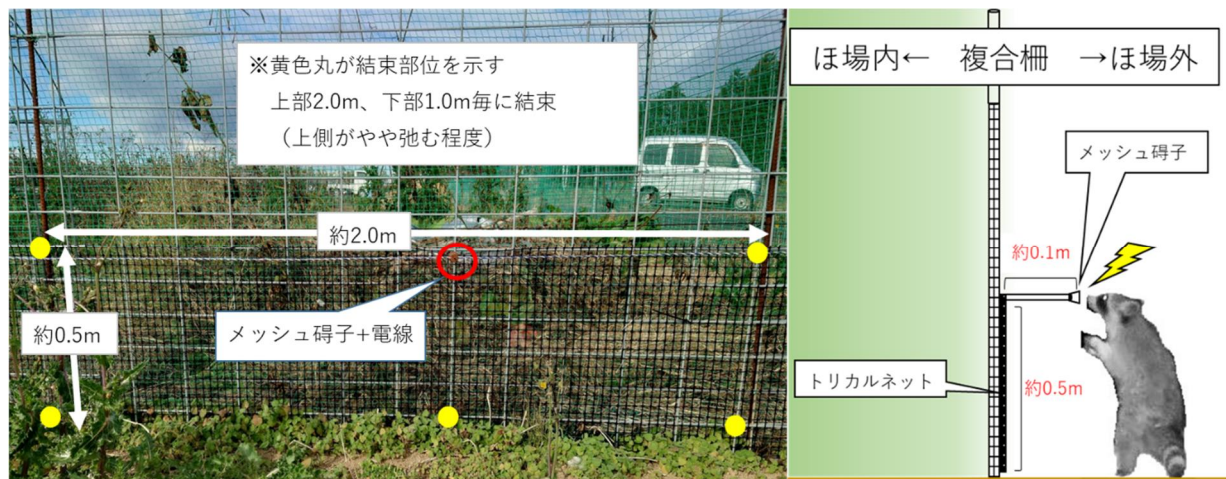 ※黄色丸が結束部位を示す
上部2.0m、下部1.0m毎に結束
（上側がやや弛む程度）
約2.0m
約0.5m
メッシュ碍子+電線
ほ場内← 複合柵 →ほ場外
メッシュ碍子
約0.1m
トリカルネット
約0.5m